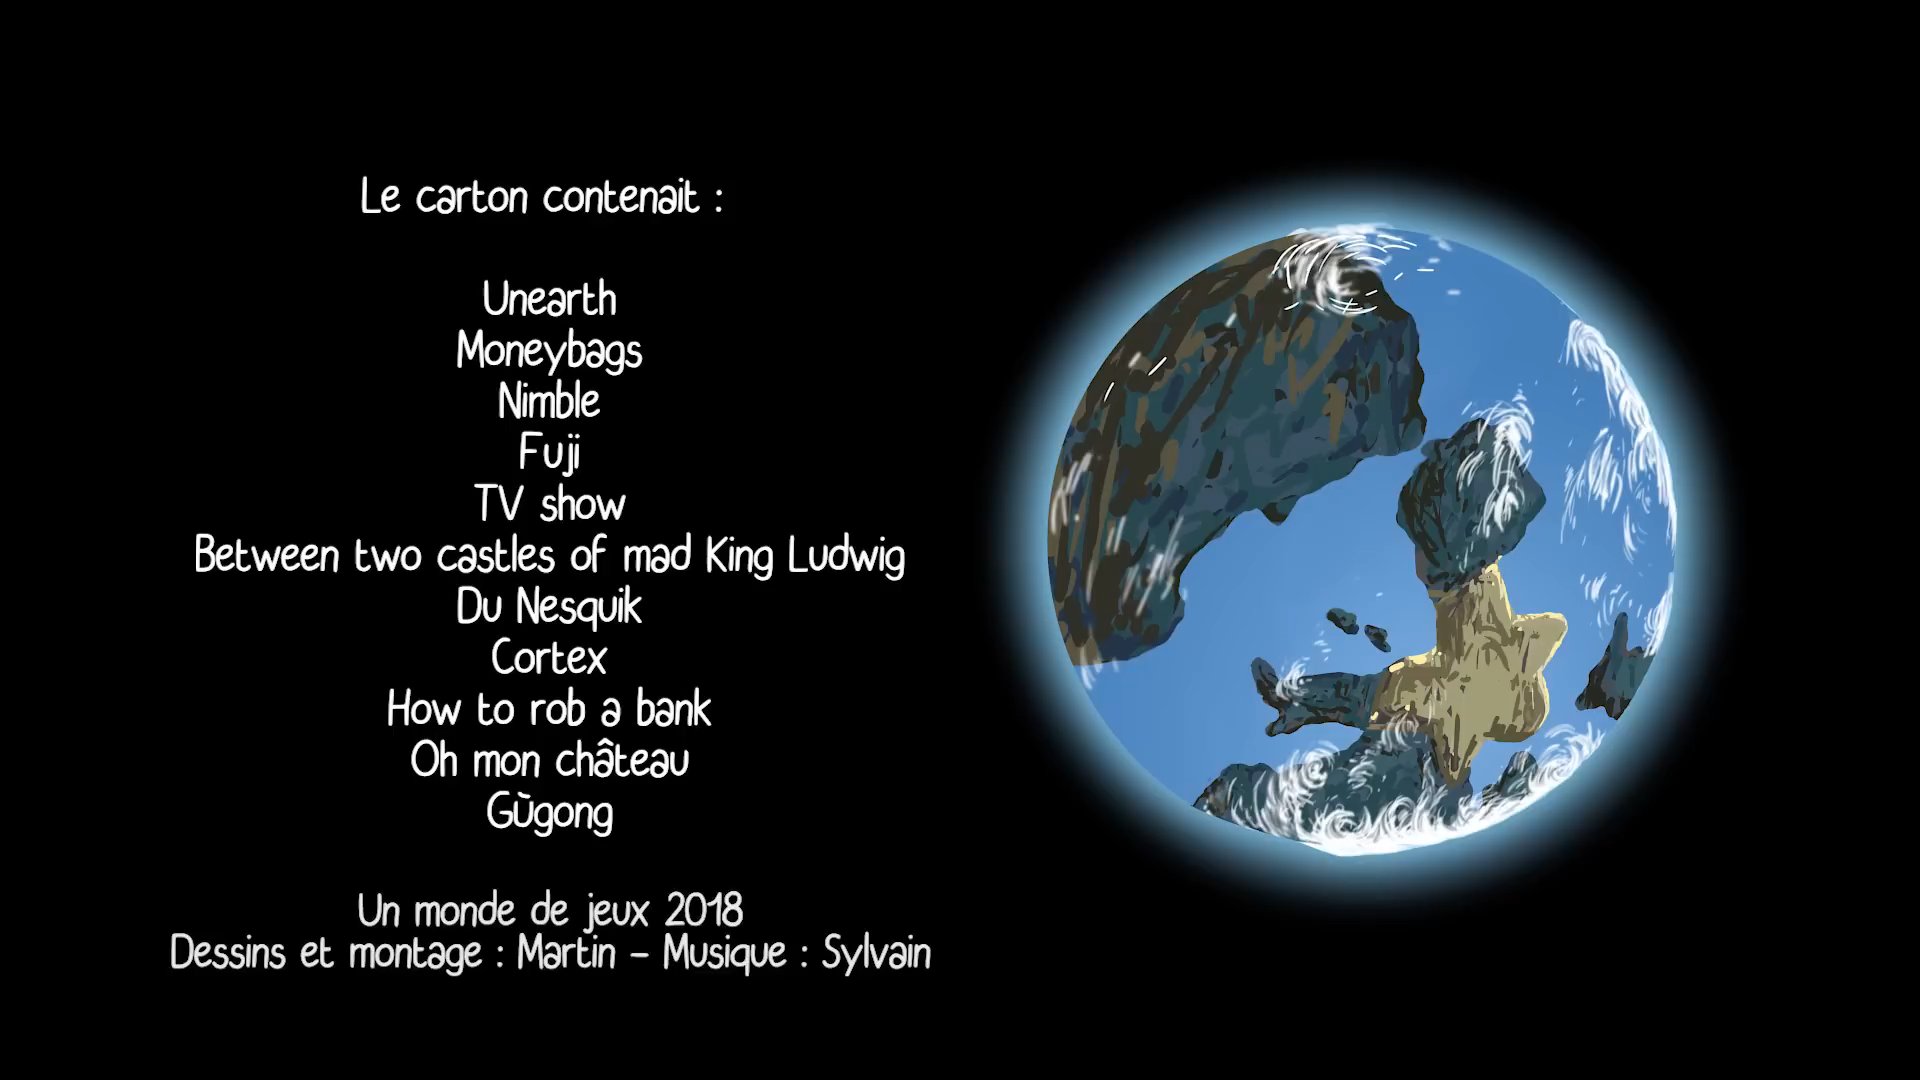 Le carton contenait :
Unearth
Moneybags
Nimble
Fuji
TV show
Between two castles of mad King Ludwig
Du Nesquik
Cortex
How to rob a bank
Oh mon château
Gùgong
Un monde de jeux 2018
Dessins et montage : Martin – Musique : Sylvain